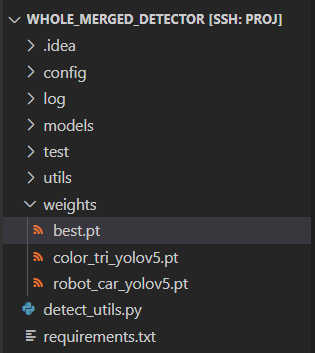 WHOLE_MERGED_DETECTOR [SSH: PROJ]
.idea
config
log
models
test
utils
weights
best.pt
color_tri_yolov5.pt
robot_car_yolov5.pt
detect_utils.py
requirements.txt